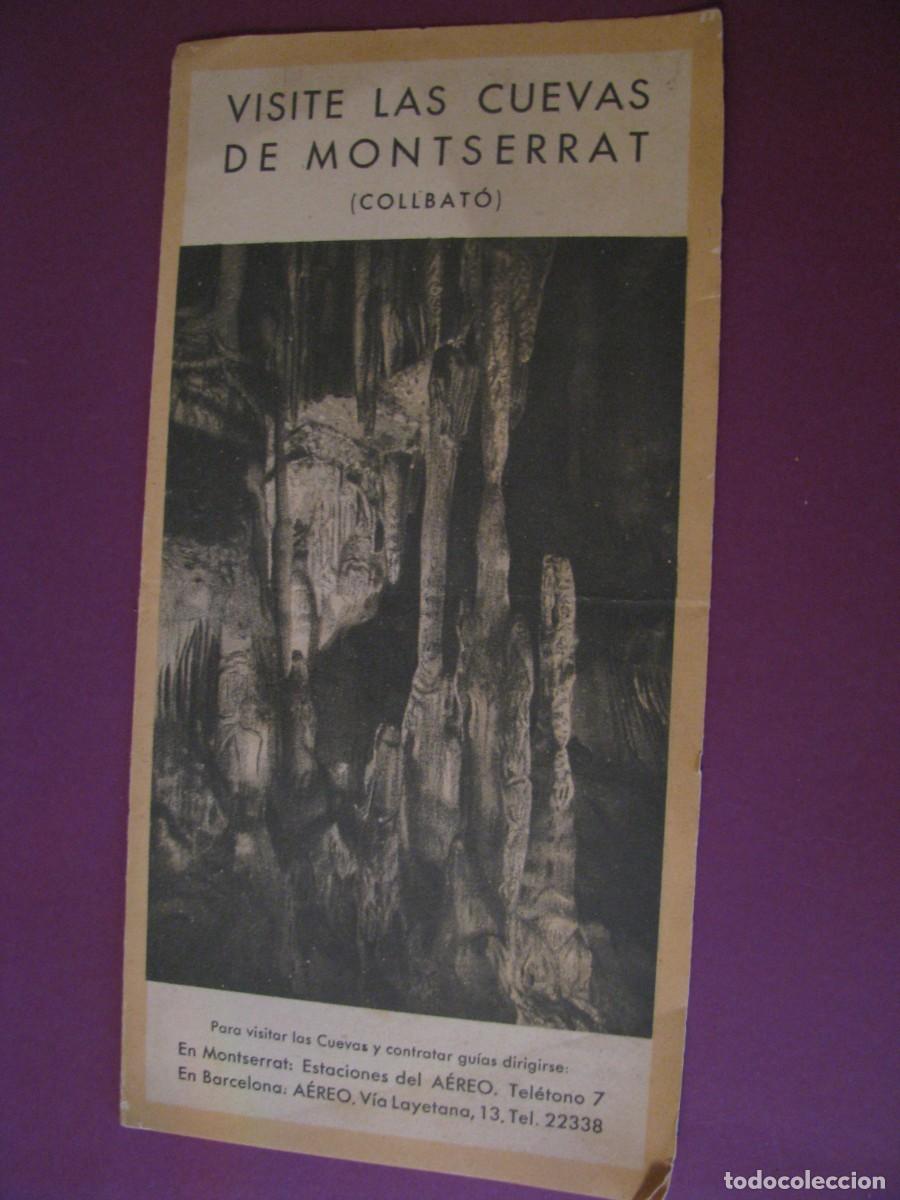 VISITE LAS CUEVAS
DE MONTSERRAT
(COLLBATÓ)
Para visitar las Cuevas y contratar guías dirigirse:
En Montserrat: Estaciones del AÉREO. Telétono 7
En Barcelona: AÉREO. Vía Layetana, 13. Tel. 22338
todocoleccion